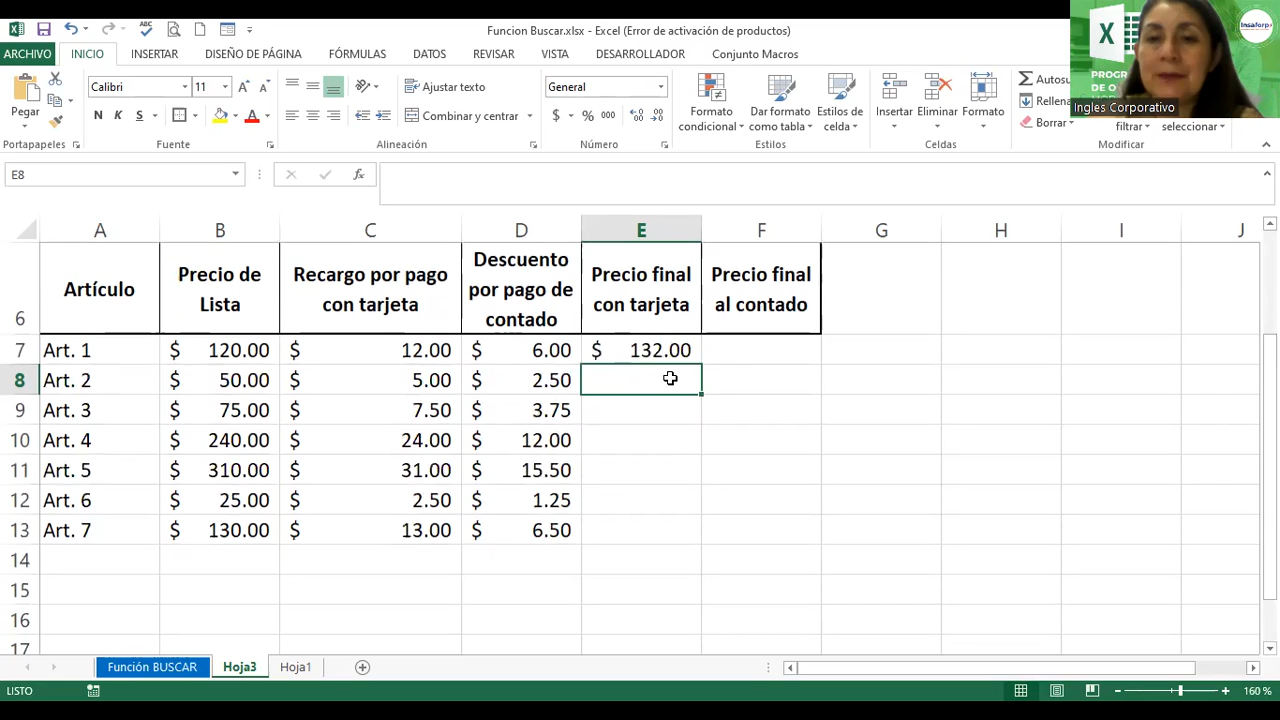 Funcion Buscar.xlsx - Excel (Error de activación de productos)
ARCHIVO INICIO INSERTAR DISEÑO DE PÁGINA FÓRMULAS DATOS REVISAR VISTA DESARROLLADOR Conjunto Macros
Pegar
Calibri 11
N K S
Ajustar texto
Combinar y centrar
General
$ % 000
Formato condicional
Dar formato como tabla
Estilos de celda
Insertar
Eliminar
Formato
Autosu
Rellena
Borrar
filtrar
seleccionar
Portapapeles Fuente Alineación Número Estilos Celdas Modificar
PROGR
DE O
Insaforp
Ingles Corporativo
E8
fx
A B C D E F G H I J
6 Artículo Precio de Lista Recargo por pago con tarjeta Descuento por pago de contado Precio final con tarjeta Precio final al contado
7 Art. 1 $ 120.00 $ 12.00 $ 6.00 $ 132.00
8 Art. 2 $ 50.00 $ 5.00 $ 2.50
9 Art. 3 $ 75.00 $ 7.50 $ 3.75
10 Art. 4 $ 240.00 $ 24.00 $ 12.00
11 Art. 5 $ 310.00 $ 31.00 $ 15.50
12 Art. 6 $ 25.00 $ 2.50 $ 1.25
13 Art. 7 $ 130.00 $ 13.00 $ 6.50
14
15
16
17
Función BUSCAR Hoja3 Hoja1
LISTO
160 %